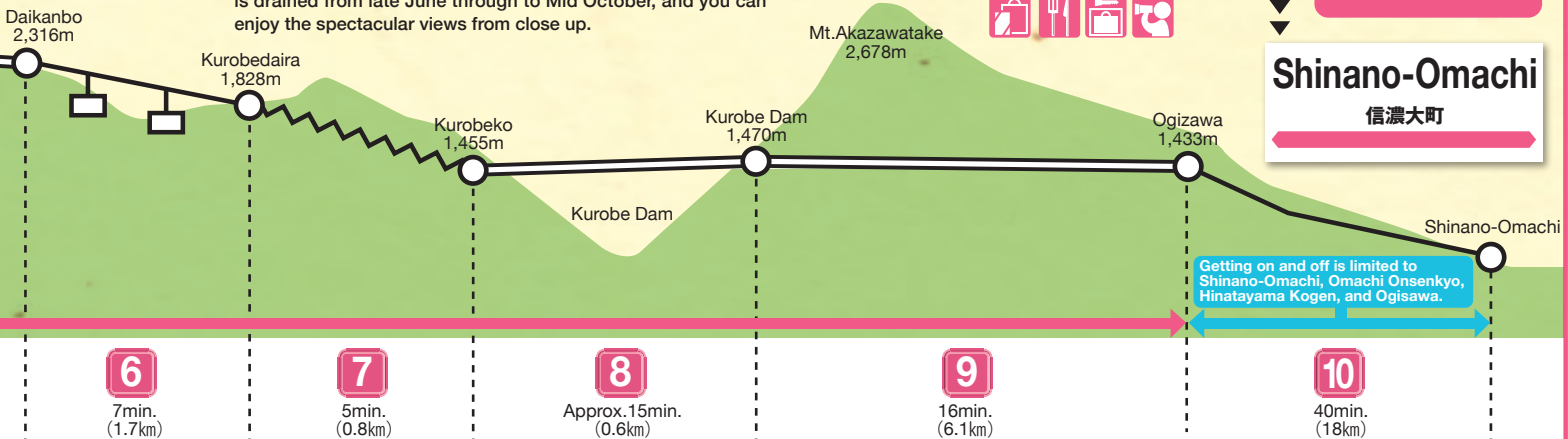 is drained from late June through to Mid October, and you can
enjoy the spectacular views from close up.
Daikanbo
2,316m
Kurobedaira
1,828m
Kurobeko
1,455m
Kurobe Dam
Kurobe Dam
1,470m
Mt.Akazawatake
2,678m
Ogizawa
1,433m
Shinano-Omachi
信濃大町
Shinano-Omachi
Getting on and off is limited to
Shinano-Omachi, Omachi Onsenkyo,
Hinatayama Kogen, and Ogisawa.
6
7min.
(1.7km)
7
5min.
(0.8km)
8
Approx.15min.
(0.6km)
9
16min.
(6.1km)
10
40min.
(18km)